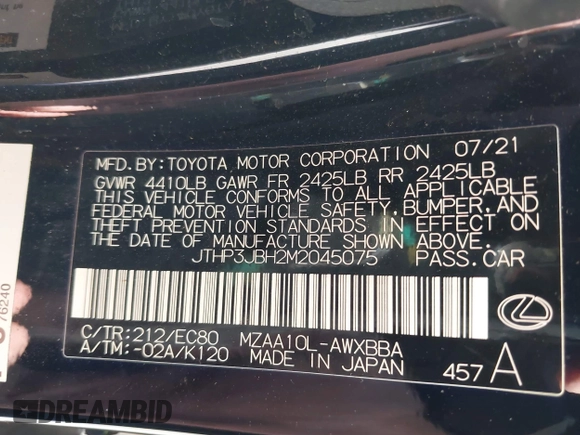 MFD.BY:TOYOTA MOTOR CORPORATION 07/21
GVWR 4410LB GAWR FR 2425LB RR 2425LB
THIS VEHICLE CONFORMS TO ALL APPLICABLE
FEDERAL MOTOR VEHICLE SAFETY,BUMPER,AND
THEFT PREVENTION STANDARDS IN EFFECT ON
THE DATE OF MANUFACTURE SHOWN ABOVE.
JTHP3JBH2M2045075 PASS.CAR
C/TR:212/EC80 MZAA10L-AWXBBA
A/TM:-02A/K120 MADE IN JAPAN 457 A
76240
DREAMBID